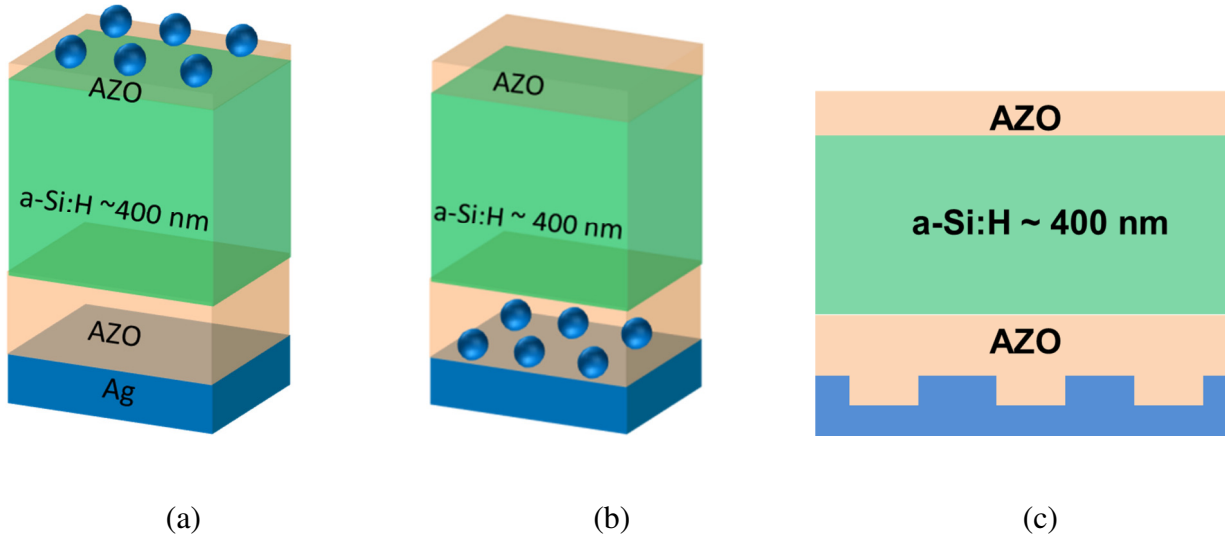 AZO
a-Si:H ~400 nm
AZO
Ag
(a)
AZO
a-Si:H ~ 400 nm
(b)
AZO
a-Si:H ~ 400 nm
AZO
(c)